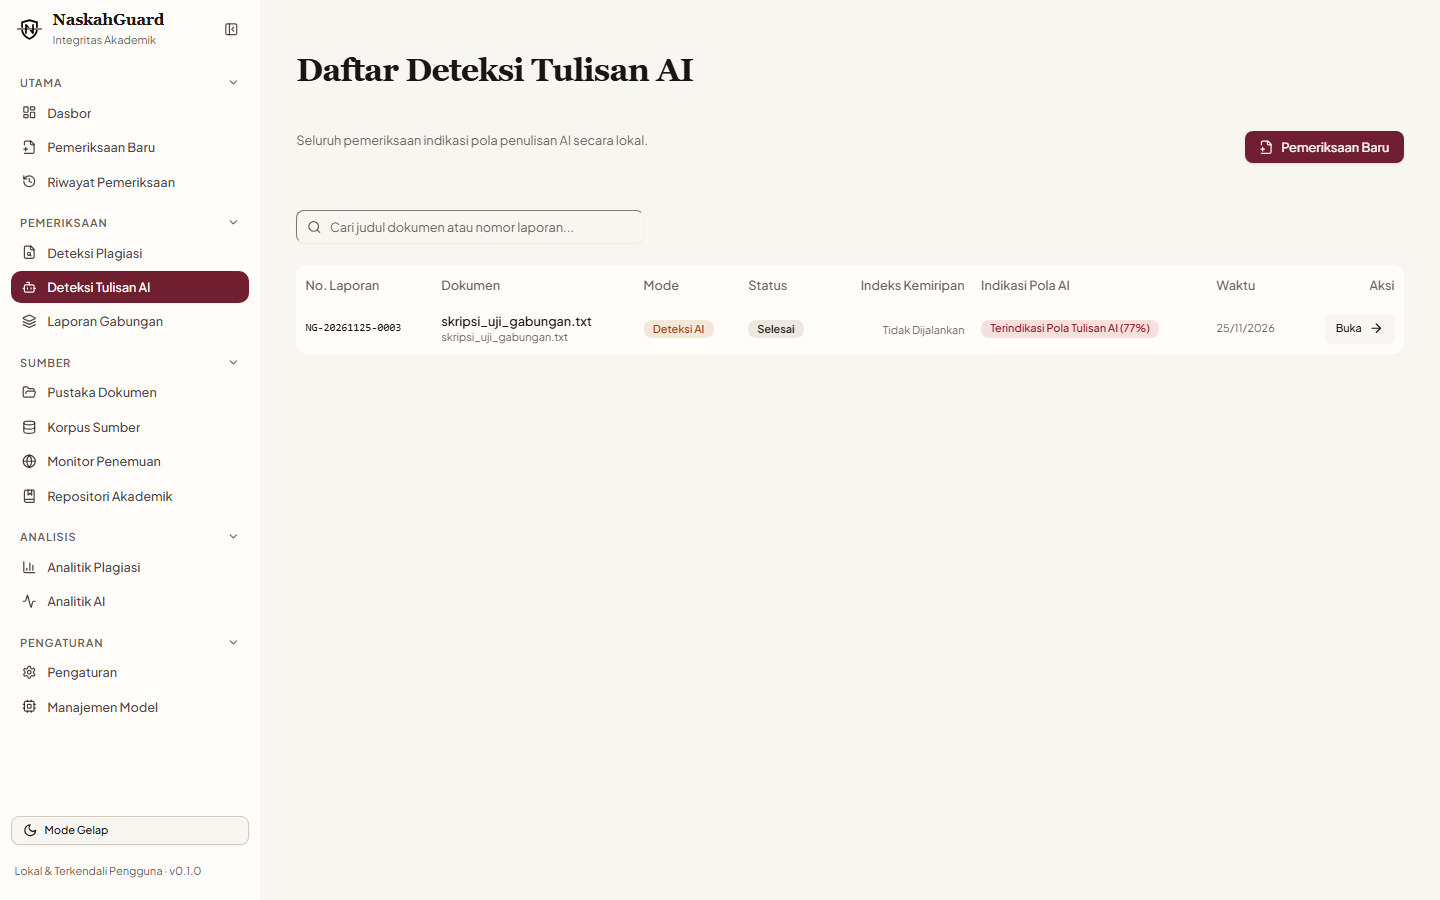 NaskahGuard
Integritas Akademik
UTAMA
Dasbor
Pemeriksaan Baru
Riwayat Pemeriksaan
PEMERIKSAAN
Deteksi Plagiasi
Deteksi Tulisan AI
Laporan Gabungan
SUMBER
Pustaka Dokumen
Korpus Sumber
Monitor Penemuan
Repositori Akademik
ANALISIS
Analitik Plagiasi
Analitik AI
PENGATURAN
Pengaturan
Manajemen Model
Mode Gelap
Lokal & Terkendali Pengguna · v0.1.0
Daftar Deteksi Tulisan AI
Seluruh pemeriksaan indikasi pola penulisan AI secara lokal.
Pemeriksaan Baru
Cari judul dokumen atau nomor laporan...
No. Laporan Dokumen Mode Status Indeks Kemiripan Indikasi Pola AI Waktu Aksi
NG-20261125-0003 skripsi_uji_gabungan.txt Deteksi AI Selesai Tidak Dijalankan Terindikasi Pola Tulisan AI (77%) 25/11/2026 Buka
skripsi_uji_gabungan.txt